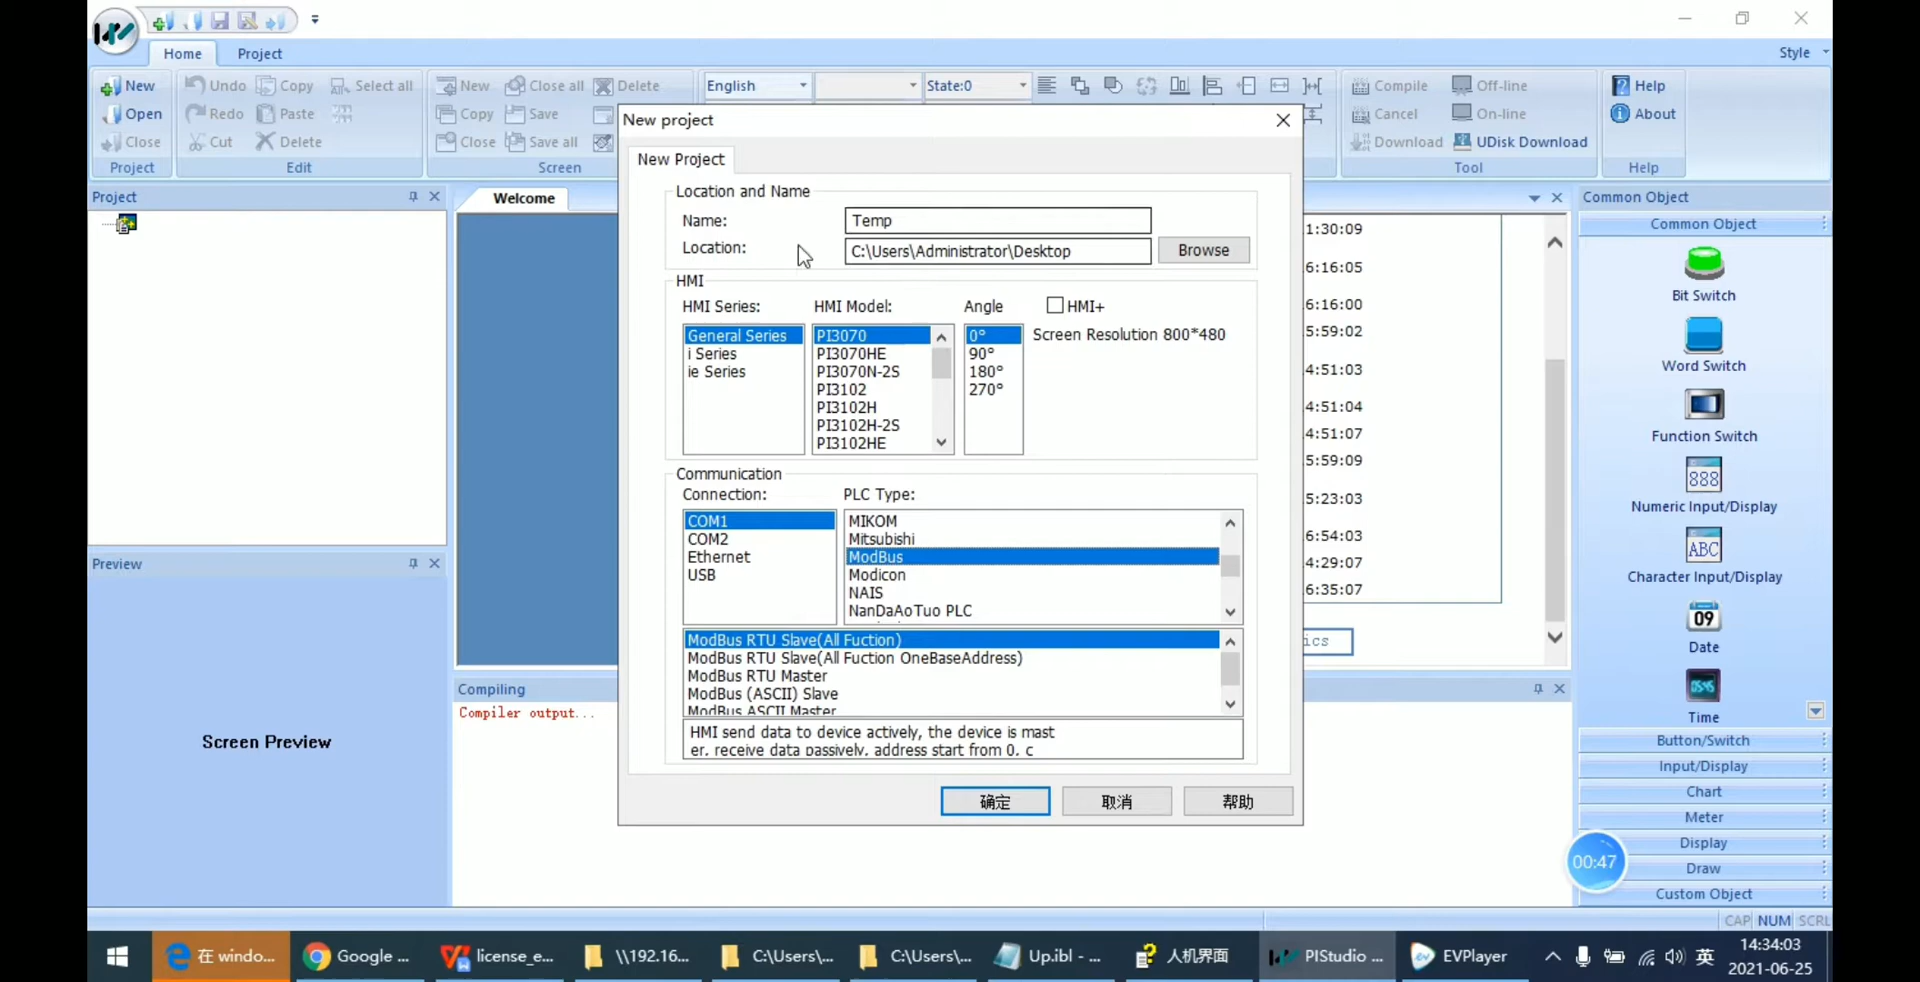 Home
Project
Style
New
Undo
Copy
Select all
New
Close all
Delete
English
State:0
Compile
Off-line
Help
Open
Redo
Paste
Copy
Save
Cancel
On-line
About
Close
Cut
Delete
Close
Save all
Download
UDisk Download
Project
Edit
Screen
Tool
Help
Project
Welcome
New project
New Project
Location and Name
Name:
Temp
Location:
C:\Users\Administrator\Desktop
Browse
HMI
HMI Series:
HMI Model:
Angle
HMI+
General Series
i Series
ie Series
PI3070
PI3070HE
PI3070N-2S
PI3102
PI3102H
PI3102H-2S
PI3102HE
0°
90°
180°
270°
Screen Resolution 800*480
Communication
Connection:
PLC Type:
COM1
COM2
Ethernet
USB
MIKOM
Mitsubishi
ModBus
Modicon
NAIS
NanDaAoTuo PLC
ModBus RTU Slave(All Fuction)
ModBus RTU Slave(All Fuction OneBaseAddress)
ModBus RTU Master
ModBus (ASCII) Slave
ModBus ASCII Master
HMI send data to device actively, the device is mast
er, receive data passively, address start from 0, c
确定
取消
帮助
1:30:09
6:16:05
6:16:00
5:59:02
4:51:03
4:51:04
4:51:07
5:59:09
5:23:03
6:54:03
4:29:07
6:35:07
ics
Common Object
Common Object
Bit Switch
Word Switch
Function Switch
888
Numeric Input/Display
ABC
Character Input/Display
09
Date
05:45
Time
Button/Switch
Input/Display
Chart
Meter
Display
Draw
Custom Object
Preview
Screen Preview
Compiling
Compiler output...
00:47
CAP NUM SCRL
在 windo...
Google ...
license_e...
\\192.16...
C:\Users\...
C:\Users\...
Up.ibl - ...
人机界面
PIStudio ...
EVPlayer
英
14:34:03
2021-06-25